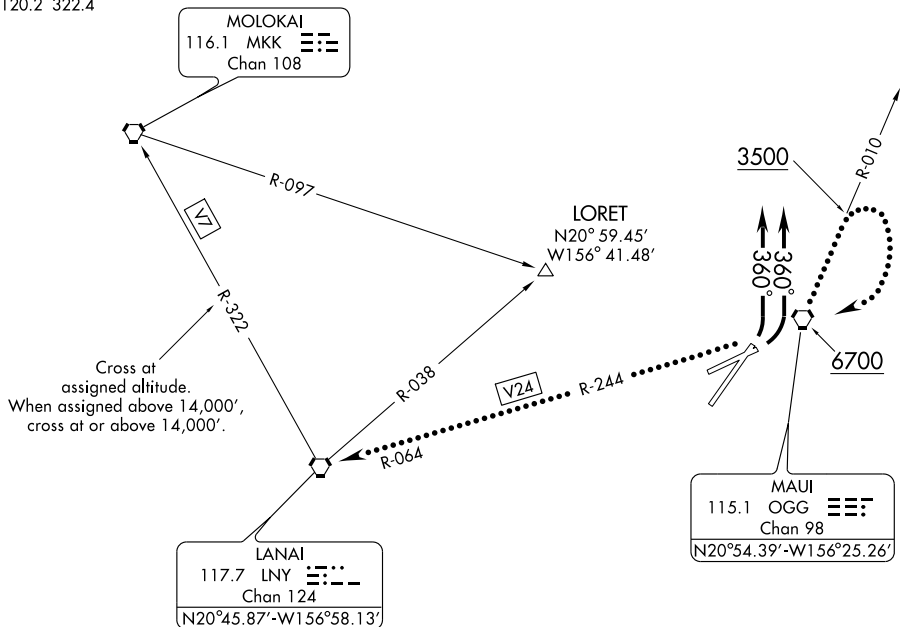 120.2 322.4
MOLOKAI
116.1 MKK
Chan 108
R-010
3500
R-097
V7
LORET
N20° 59.45'
W156° 41.48'
360°
360°
R-322
6700
Cross at
assigned altitude.
When assigned above 14,000',
cross at or above 14,000'.
R-038
V24
R-244
R-064
MAUI
115.1 OGG
Chan 98
N20°54.39'-W156°25.26'
LANAI
117.7 LNY
Chan 124
N20°45.87'-W156°58.13'